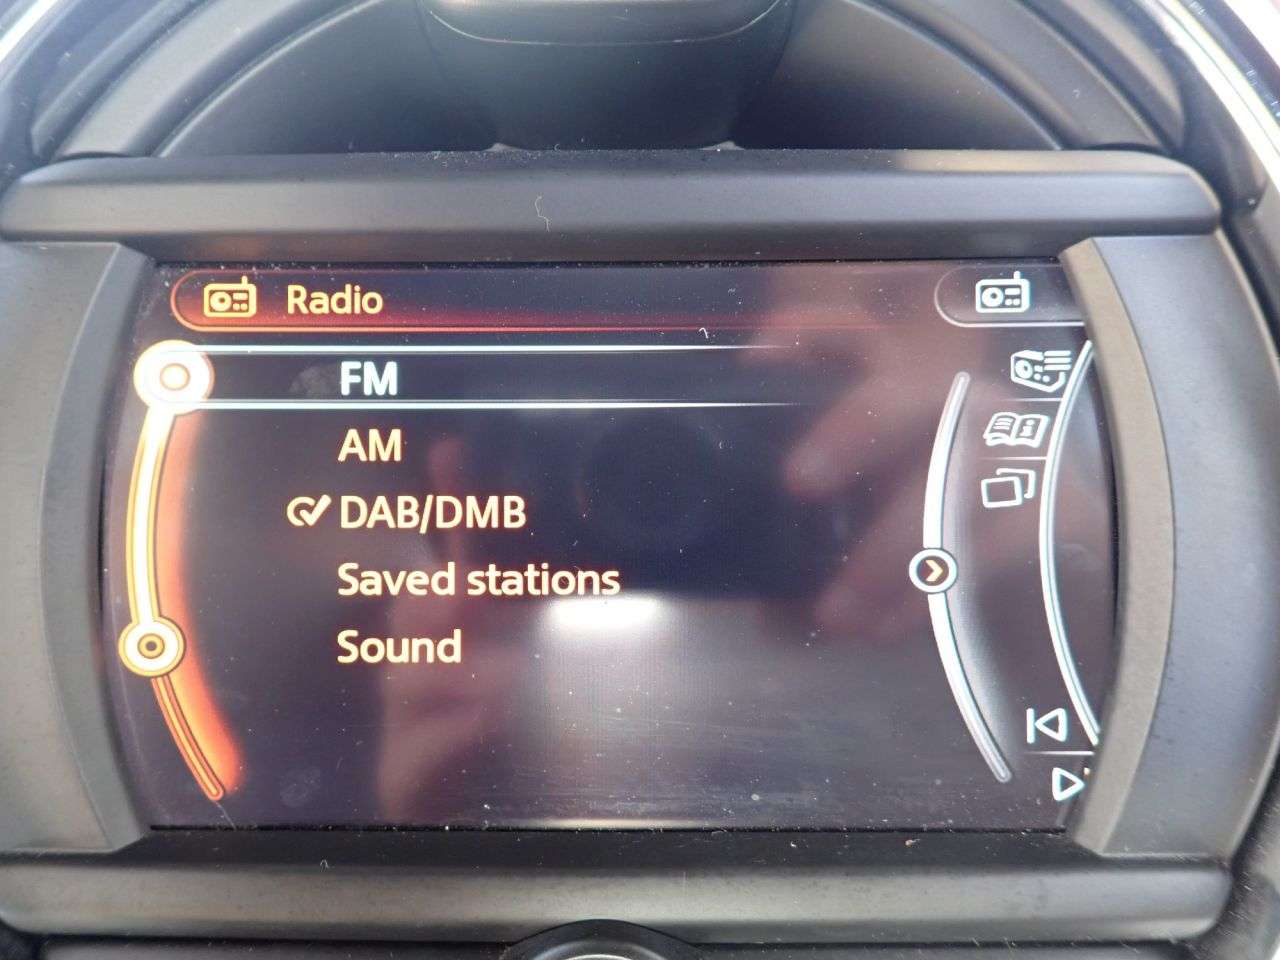 Radio
FM
AM
DAB/DMB
Saved stations
Sound